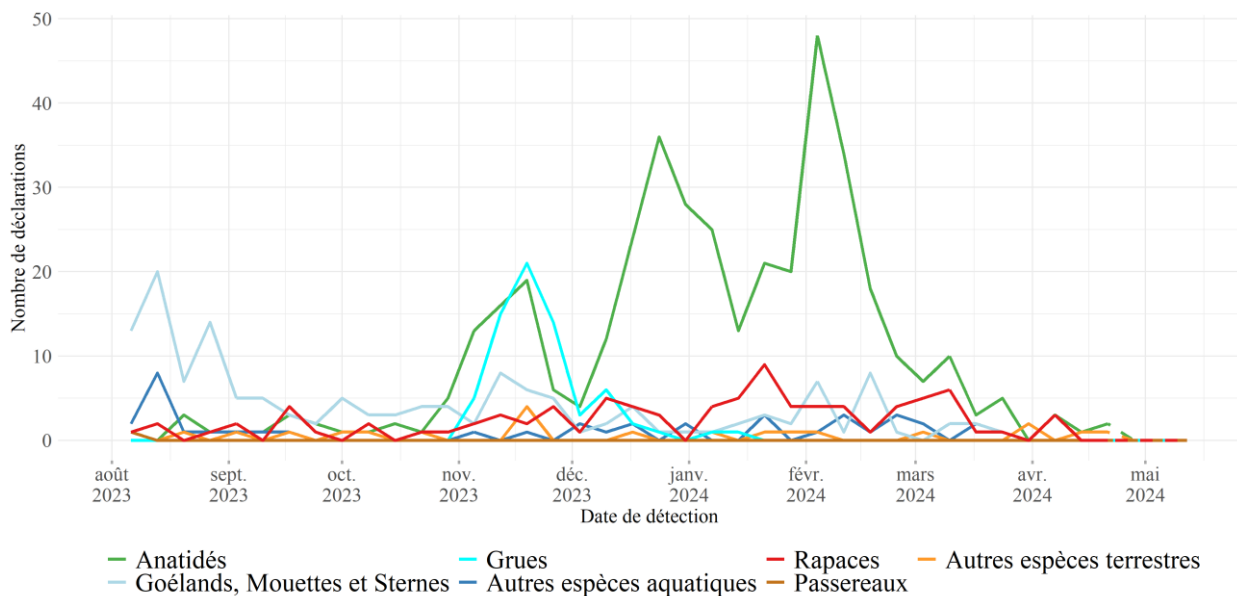 Nombre de déclarations
50
40
30
20
10
0
août sept. oct. nov. déc. janv. févr. mars avr. mai
2023 2023 2023 2023 2023 2024 2024 2024 2024 2024
Date de détection
Anatidés Grues Rapaces Autres espèces terrestres
Goélands, Mouettes et Sternes Autres espèces aquatiques Passereaux